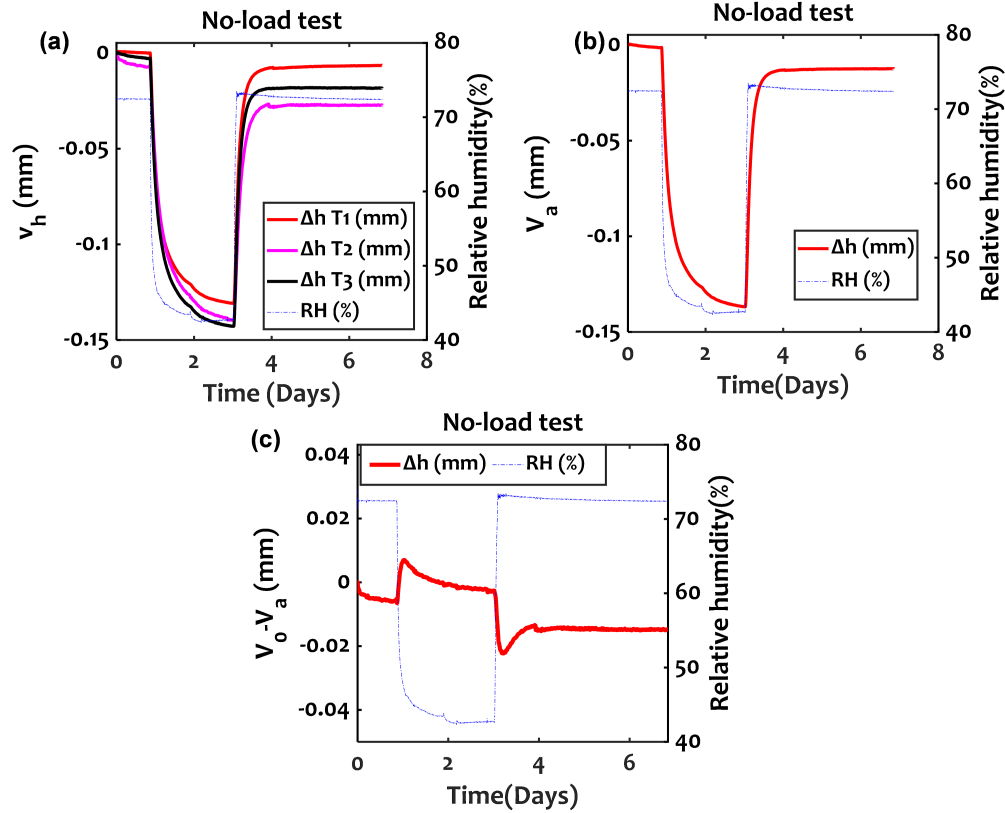 No-load test
(a)
0
-0.05
-0.1
-0.15
v_h (mm)
80
70
60
50
40
Relative humidity(%)
Δh T1 (mm)
Δh T2 (mm)
Δh T3 (mm)
RH (%)
0 2 4 6 8
Time (Days)
No-load test
(b)
0
-0.05
-0.1
-0.15
V_a (mm)
80
70
60
50
40
Relative humidity(%)
Δh (mm)
RH (%)
0 2 4 6 8
Time(Days)
No-load test
(c)
Δh (mm) RH (%)
0.04
0.02
0
-0.02
-0.04
V_0-V_a (mm)
80
70
60
50
40
Relative humidity(%)
0 2 4 6
Time(Days)